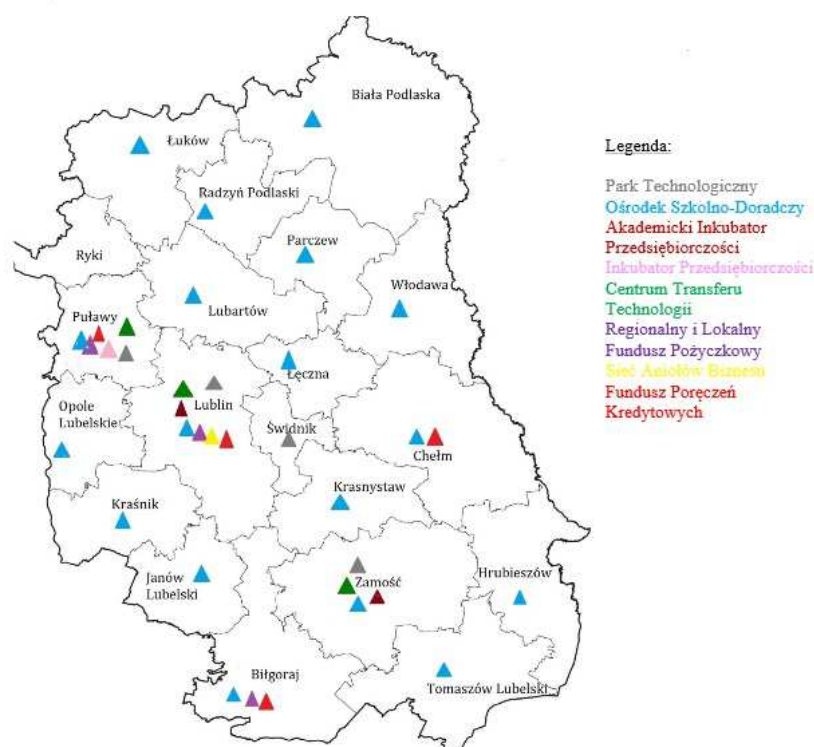 Biała Podlaska
Łuków
Radzyń Podlaski
Parczew
Ryki
Włodawa
Lubartów
Puławy
Łęczna
Opole
Lubelskie
Lublin
Świdnik
Chełm
Krasnystaw
Kraśnik
Janów
Lubelski
Zamość
Hrubieszów
Biłgoraj
Tomaszów Lubelski
Legenda:
Park Technologiczny
Ośrodek Szkolno-Doradczy
Akademicki Inkubator
Przedsiębiorczości
Inkubator Przedsiębiorczości
Centrum Transferu
Technologii
Regionalny i Lokalny
Fundusz Pożyczkowy
Sieć Aniołów Biznesu
Fundusz Poręczeń
Kredytowych